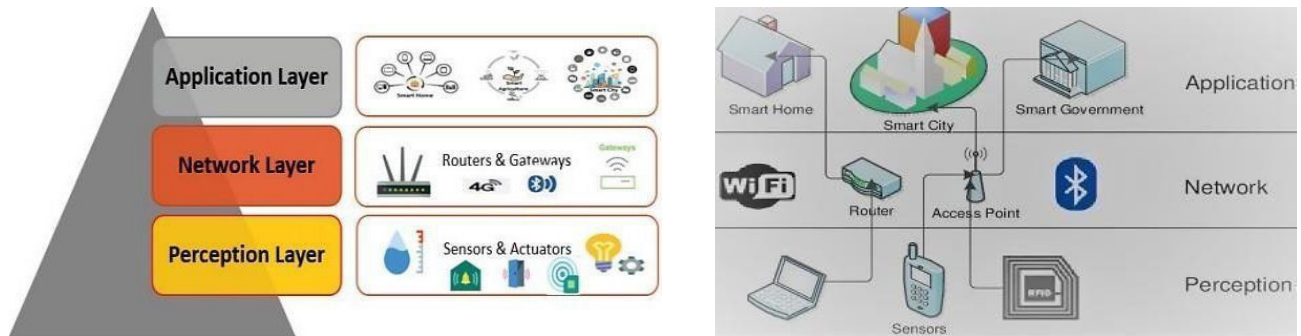 Application Layer
Smart Home
Smart
Agriculture
Smart City
Network Layer
Routers & Gateways
Gateways
4G
Perception Layer
Sensors & Actuators
Smart Home
Smart City
Smart Government
Application
WiFi
Router
Access Point
Network
RFID
Sensors
Perception